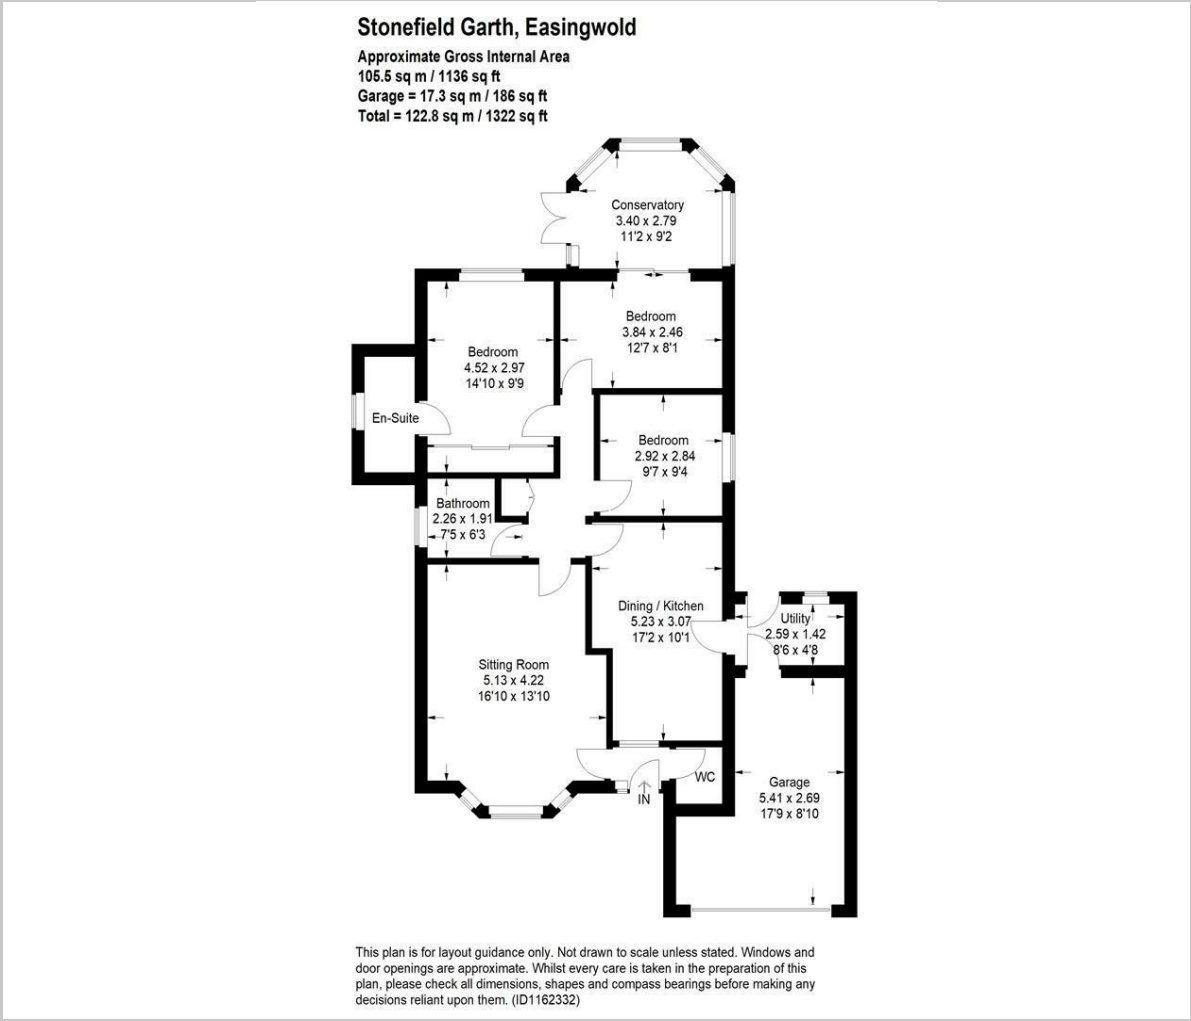 Stonefield Garth, Easingwold
Approximate Gross Internal Area
105.5 sq m / 1136 sq ft
Garage = 17.3 sq m / 186 sq ft
Total = 122.8 sq m / 1322 sq ft
Conservatory
3.40 x 2.79
11'2 x 9'2
Bedroom
3.84 x 2.46
12'7 x 8'1
Bedroom
4.52 x 2.97
14'10 x 9'9
En-Suite
Bedroom
2.92 x 2.84
9'7 x 9'4
Bathroom
2.26 x 1.91
7'5 x 6'3
Dining / Kitchen
5.23 x 3.07
17'2 x 10'1
Utility
2.59 x 1.42
8'6 x 4'8
Sitting Room
5.13 x 4.22
16'10 x 13'10
WC
IN
Garage
5.41 x 2.69
17'9 x 8'10
This plan is for layout guidance only. Not drawn to scale unless stated. Windows and
door openings are approximate. Whilst every care is taken in the preparation of this
plan, please check all dimensions, shapes and compass bearings before making any
decisions reliant upon them. (ID1162332)